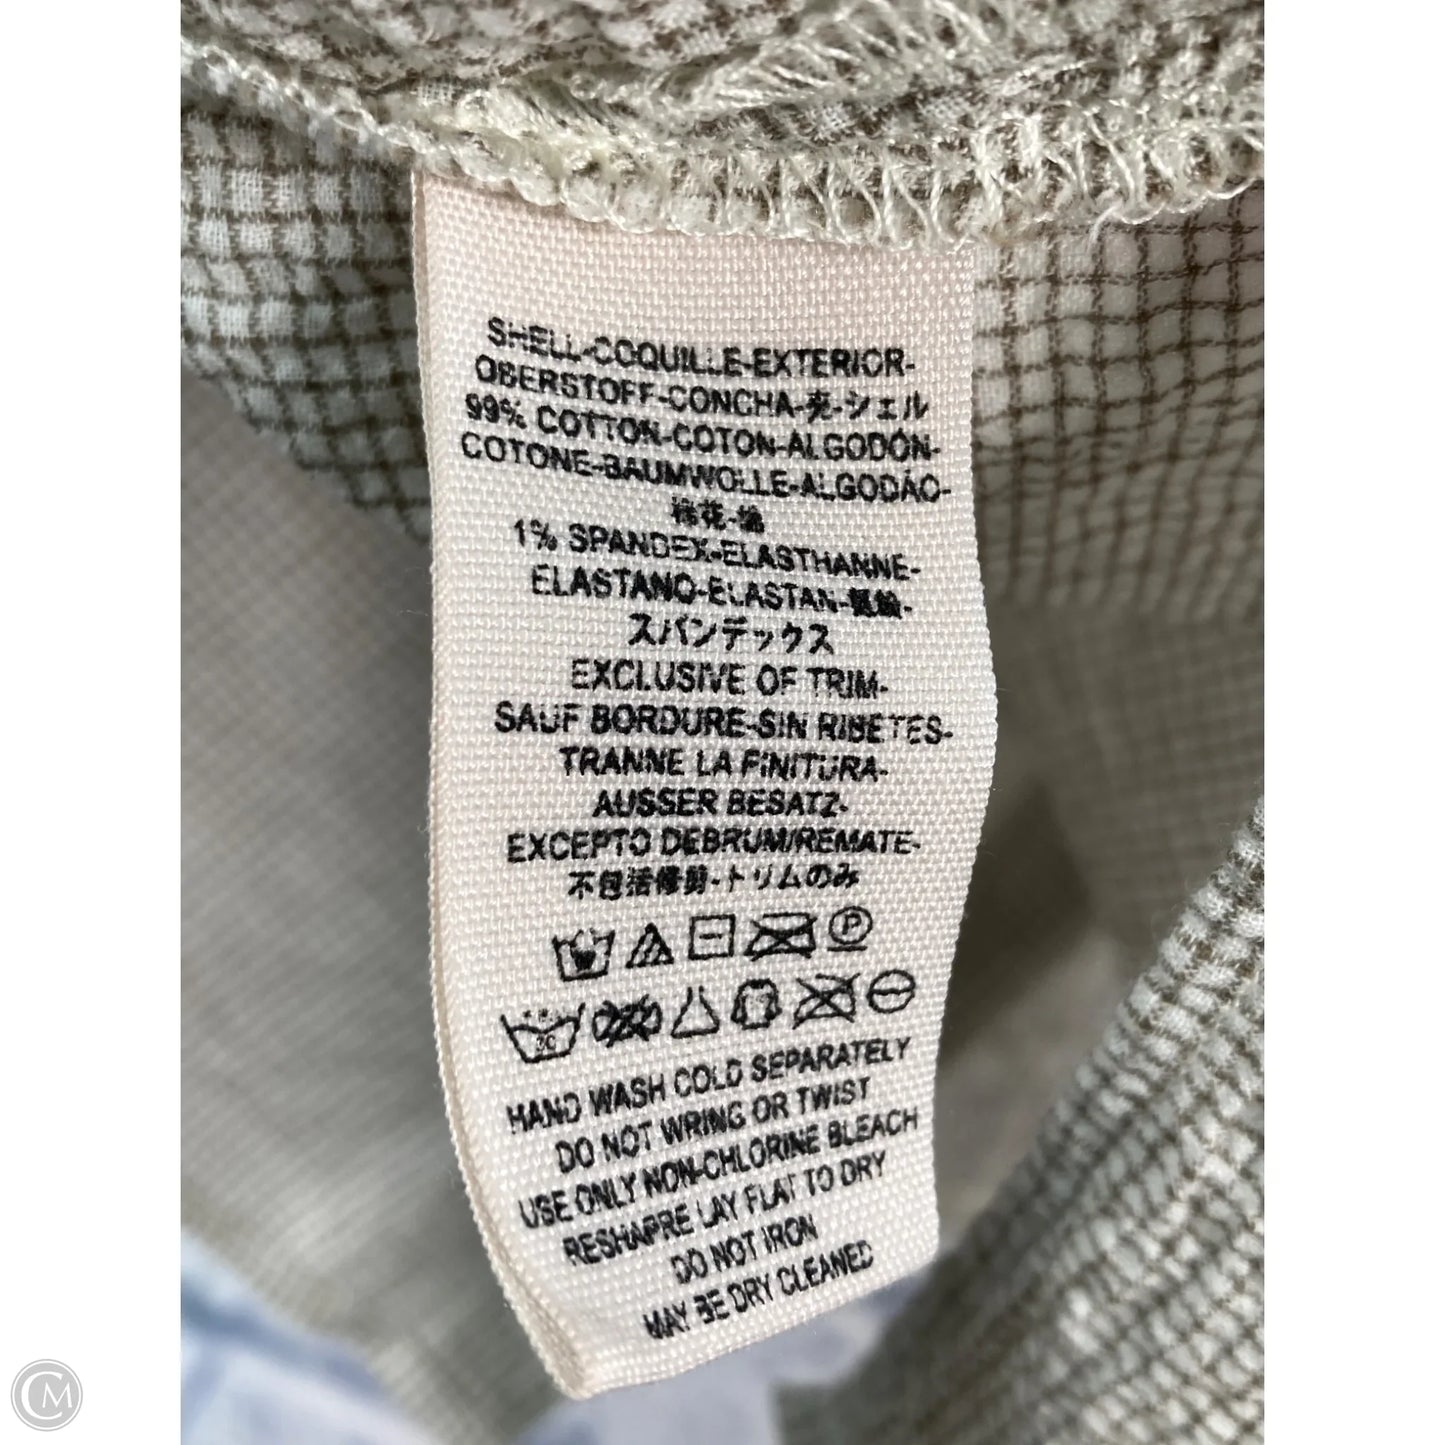 SHELL-COQUILLE-EXTERIOR-
OBERSTOFF-CONCHA-壳-シェル
99% COTTON-COTON-ALGODÓN-
COTONE-BAUMWOLLE-ALGODÃO-
棉花-綿
1% SPANDEX-ELASTHANNE-
ELASTANO-ELASTAN-氨綸-
スパンデックス
EXCLUSIVE OF TRIM-
SAUF BORDURE-SIN RIBETES-
TRANNE LA FINITURA-
AUSSER BESATZ-
EXCEPTO DEBRUM/REMATE-
不包括修剪-トリムのみ
P
30
HAND WASH COLD SEPARATELY
DO NOT WRING OR TWIST
USE ONLY NON-CHLORINE BLEACH
RESHAPRE LAY FLAT TO DRY
DO NOT IRON
MAY BE DRY CLEANED
CM